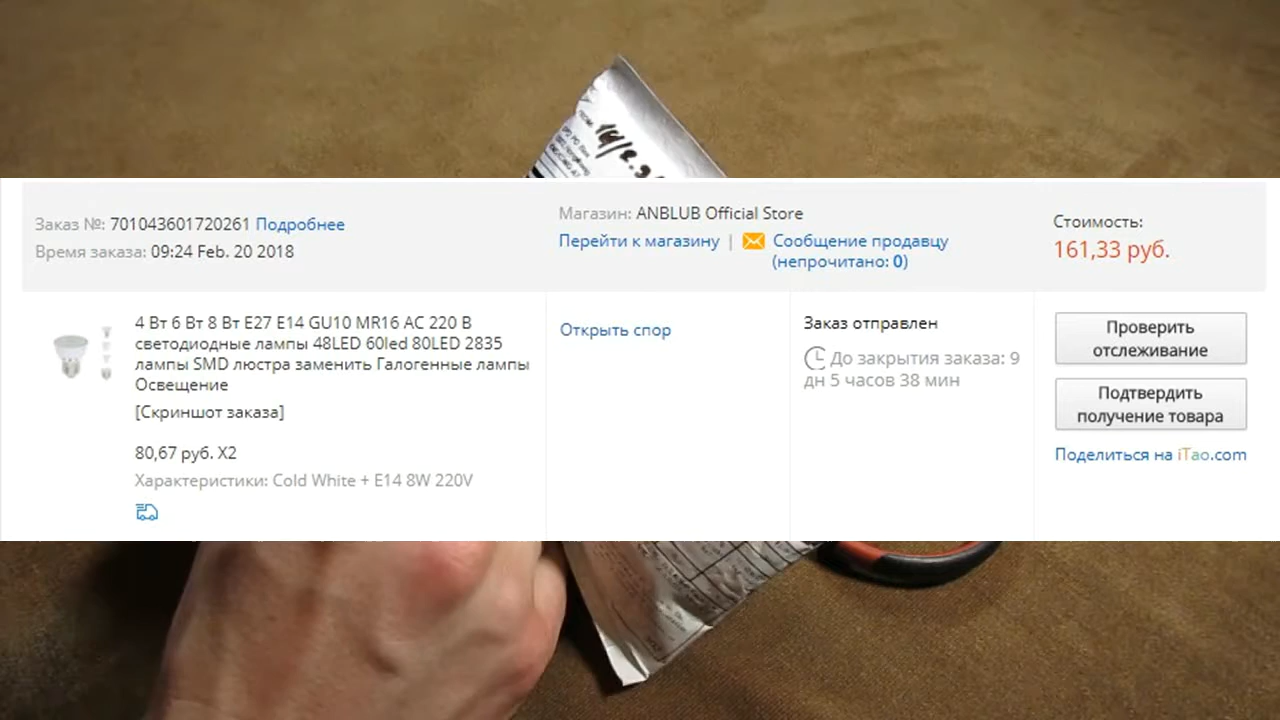 14/2.3
Заказ №: 701043601720261 Подробнее
Время заказа: 09:24 Feb. 20 2018
Магазин: ANBLUB Official Store
Перейти к магазину | Сообщение продавцу
(непрочитано: 0)
Стоимость:
161,33 руб.
4 Вт 6 Вт 8 Вт E27 E14 GU10 MR16 AC 220 В
светодиодные лампы 48LED 60led 80LED 2835
лампы SMD люстра заменить Галогенные лампы
Освещение
[Скриншот заказа]
80,67 руб. X2
Характеристики: Cold White + E14 8W 220V
Открыть спор
Заказ отправлен
До закрытия заказа: 9
дн 5 часов 38 мин
Проверить
отслеживание
Подтвердить
получение товара
Поделиться на iTao.com